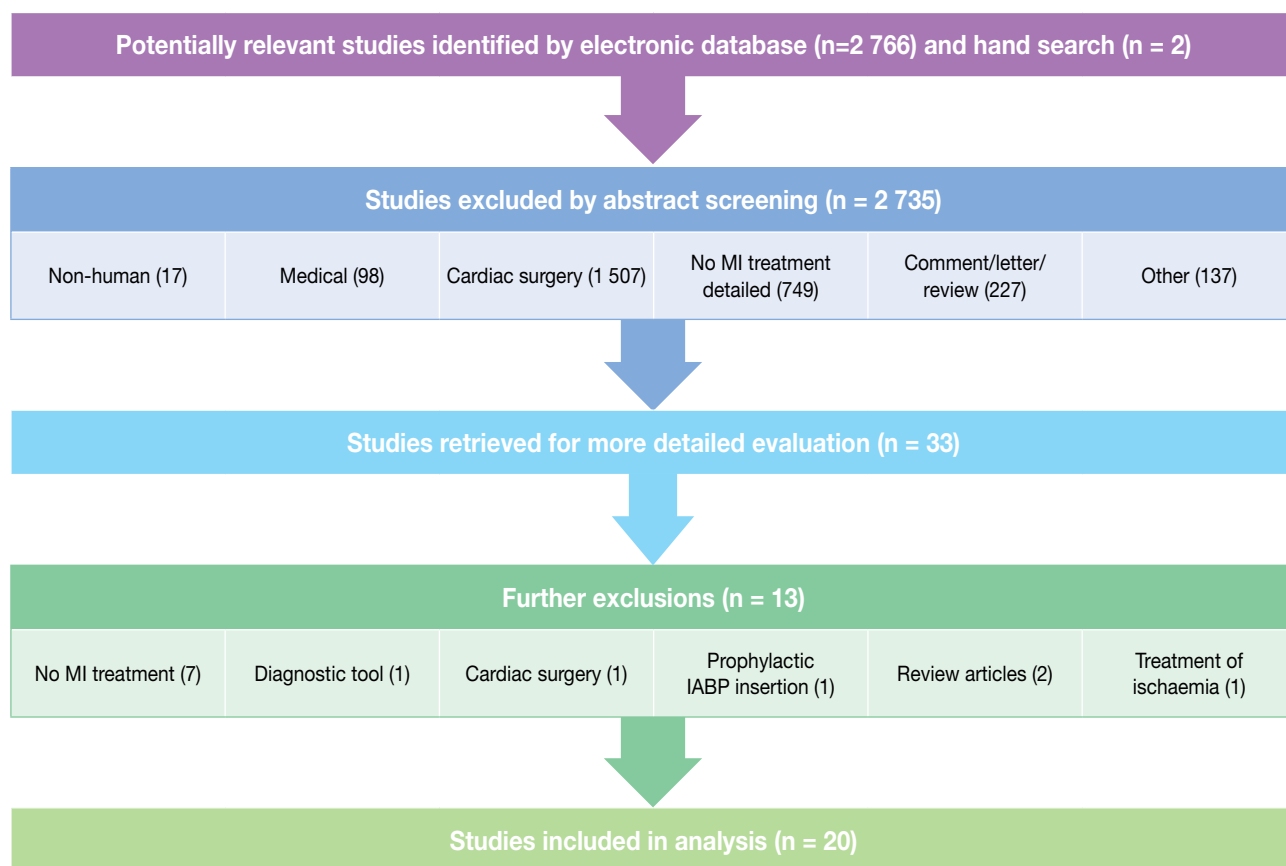 Potentially relevant studies identified by electronic database (n=2 766) and hand search (n = 2)
Studies excluded by abstract screening (n = 2 735)
Non-human (17)
Medical (98)
Cardiac surgery (1 507)
No MI treatment
detailed (749)
Comment/letter/
review (227)
Other (137)
Studies retrieved for more detailed evaluation (n = 33)
Further exclusions (n = 13)
No MI treatment (7)
Diagnostic tool (1)
Cardiac surgery (1)
Prophylactic
IABP insertion (1)
Review articles (2)
Treatment of
ischaemia (1)
Studies included in analysis (n = 20)